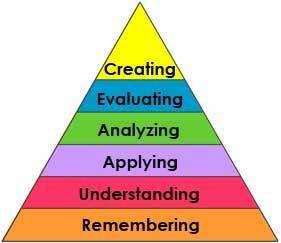 Creating
Evaluating
Analyzing
Applying
Understanding
Remembering